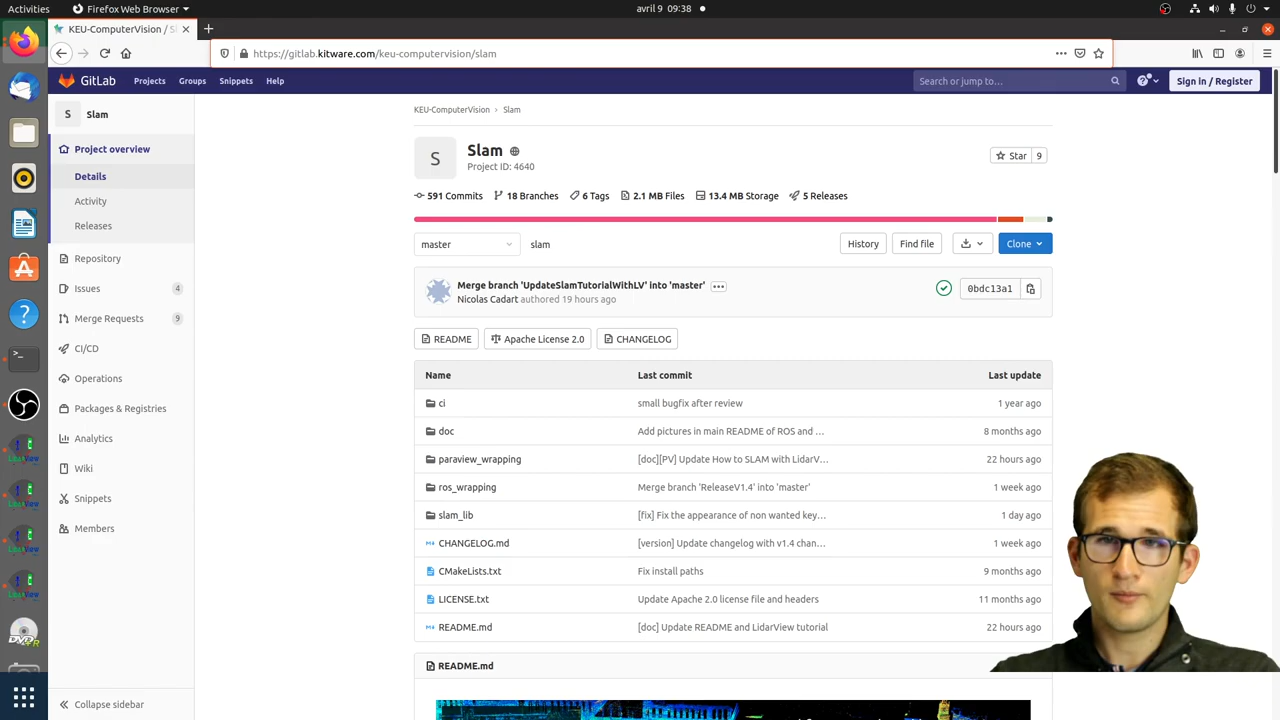 Activities
Firefox Web Browser
avril 9 09:38
KEU-ComputerVision / S
https://gitlab.kitware.com/keu-computervision/slam
GitLab
Projects
Groups
Snippets
Help
Search or jump to…
Sign in / Register
S
Slam
Project overview
Details
Activity
Releases
Repository
Issues 4
Merge Requests 9
CI/CD
Operations
Packages & Registries
Analytics
Wiki
Snippets
Members
Collapse sidebar
KEU-ComputerVision › Slam
S
Slam
Project ID: 4640
Star 9
591 Commits
18 Branches
6 Tags
2.1 MB Files
13.4 MB Storage
5 Releases
master
slam
History
Find file
Clone
Merge branch 'UpdateSlamTutorialWithLV' into 'master'
Nicolas Cadart authored 19 hours ago
0bdc13a1
README
Apache License 2.0
CHANGELOG
Name Last commit Last update
ci small bugfix after review 1 year ago
doc Add pictures in main README of ROS and … 8 months ago
paraview_wrapping [doc][PV] Update How to SLAM with LidarV… 22 hours ago
ros_wrapping Merge branch 'ReleaseV1.4' into 'master' 1 week ago
slam_lib [fix] Fix the appearance of non wanted key… 1 day ago
CHANGELOG.md [version] Update changelog with v1.4 chan… 1 week ago
CMakeLists.txt Fix install paths 9 months ago
LICENSE.txt Update Apache 2.0 license file and headers 11 months ago
README.md [doc] Update README and LidarView tutorial 22 hours ago
README.md